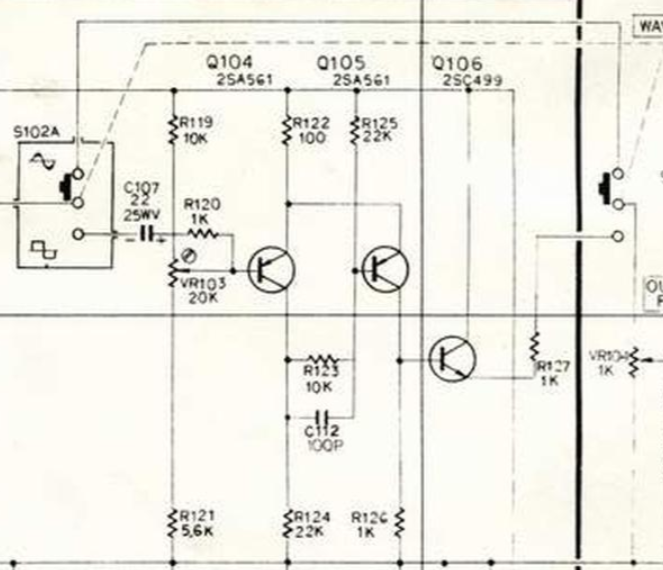 WAV
Q104
2SA561
Q105
2SA561
Q106
2SC499
S102A
R119
10K
R122
100
R125
22K
C107
22
25WV
R120
1K
VR103
20K
R123
10K
C112
100P
R127
1K
VR104
1K
OU
R121
5.6K
R124
22K
R126
1K